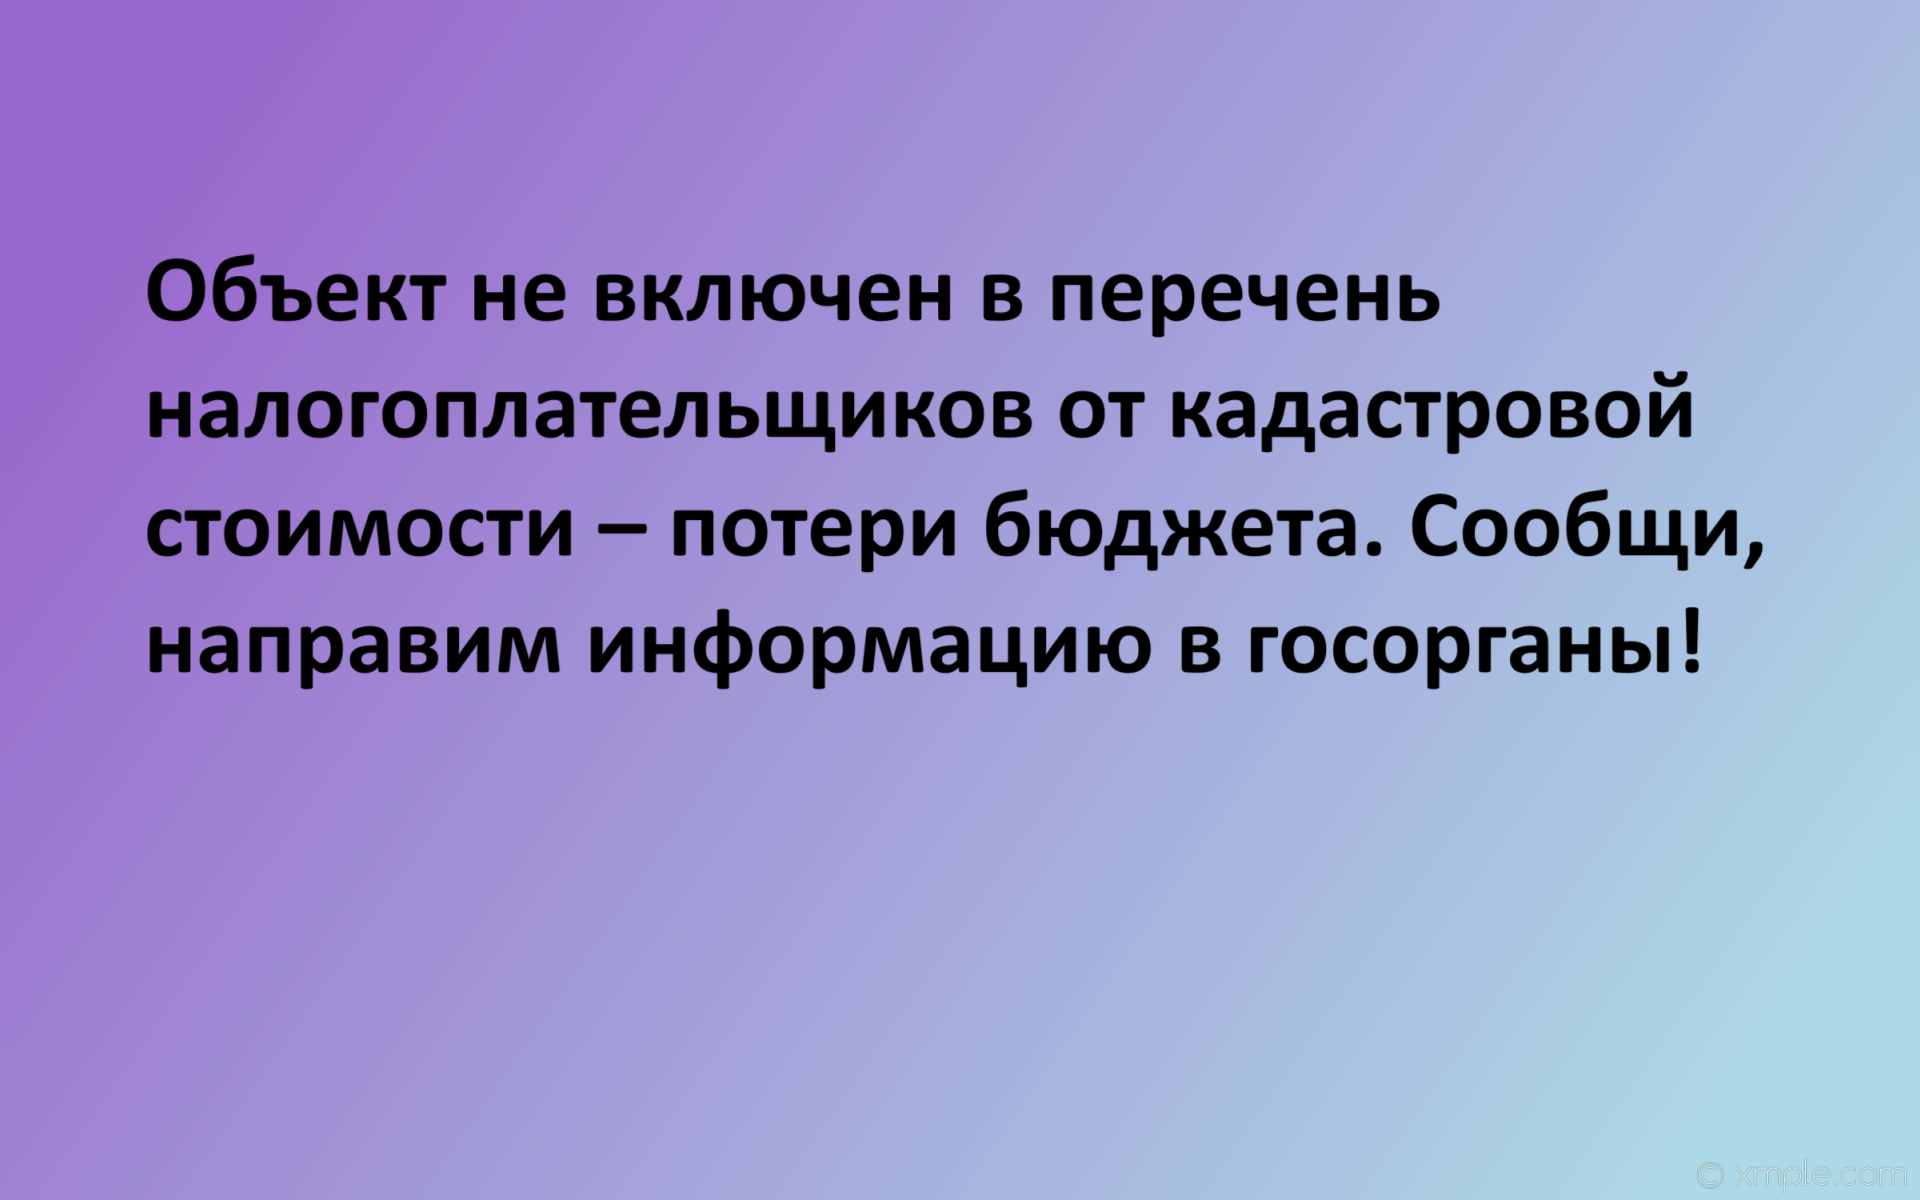 Объект не включен в перечень
налогоплательщиков от кадастровой
стоимости – потери бюджета. Сообщи,
направим информацию в госорганы!
© xmple.com